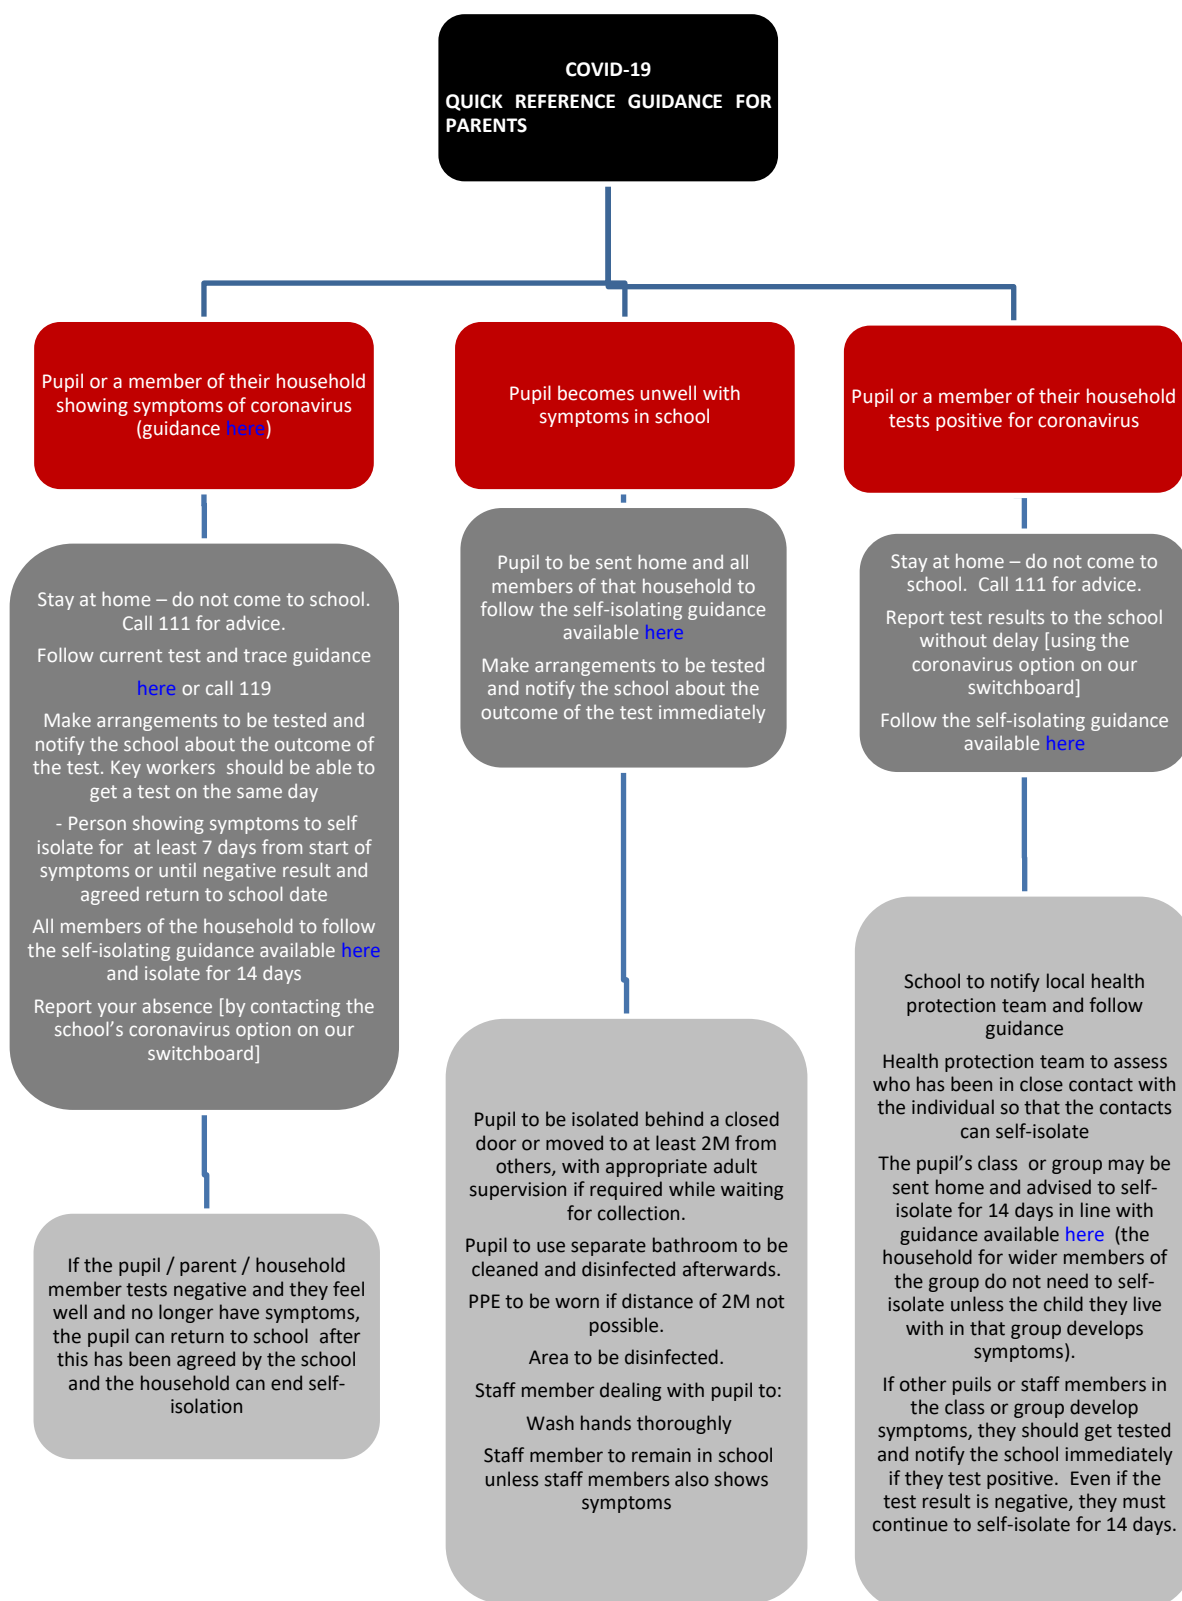 COVID-19
QUICK REFERENCE GUIDANCE FOR
PARENTS
Pupil or a member of their household
showing symptoms of coronavirus
(guidance here)
Stay at home – do not come to school.
Call 111 for advice.
Follow current test and trace guidance
here or call 119
Make arrangements to be tested and
notify the school about the outcome of
the test. Key workers should be able to
get a test on the same day
- Person showing symptoms to self
isolate for at least 7 days from start of
symptoms or until negative result and
agreed return to school date
All members of the household to follow
the self-isolating guidance available here
and isolate for 14 days
Report your absence [by contacting the
school’s coronavirus option on our
switchboard]
If the pupil / parent / household
member tests negative and they feel
well and no longer have symptoms,
the pupil can return to school after
this has been agreed by the school
and the household can end self-
isolation
Pupil becomes unwell with
symptoms in school
Pupil to be sent home and all
members of that household to
follow the self-isolating guidance
available here
Make arrangements to be tested
and notify the school about the
outcome of the test immediately
Pupil to be isolated behind a closed
door or moved to at least 2M from
others, with appropriate adult
supervision if required while waiting
for collection.
Pupil to use separate bathroom to be
cleaned and disinfected afterwards.
PPE to be worn if distance of 2M not
possible.
Area to be disinfected.
Staff member dealing with pupil to:
Wash hands thoroughly
Staff member to remain in school
unless staff members also shows
symptoms
Pupil or a member of their household
tests positive for coronavirus
Stay at home – do not come to
school. Call 111 for advice.
Report test results to the school
without delay [using the
coronavirus option on our
switchboard]
Follow the self-isolating guidance
available here
School to notify local health
protection team and follow
guidance
Health protection team to assess
who has been in close contact with
the individual so that the contacts
can self-isolate
The pupil’s class or group may be
sent home and advised to self-
isolate for 14 days in line with
guidance available here (the
household for wider members of
the group do not need to self-
isolate unless the child they live
with in that group develops
symptoms).
If other puils or staff members in
the class or group develop
symptoms, they should get tested
and notify the school immediately
if they test positive. Even if the
test result is negative, they must
continue to self-isolate for 14 days.